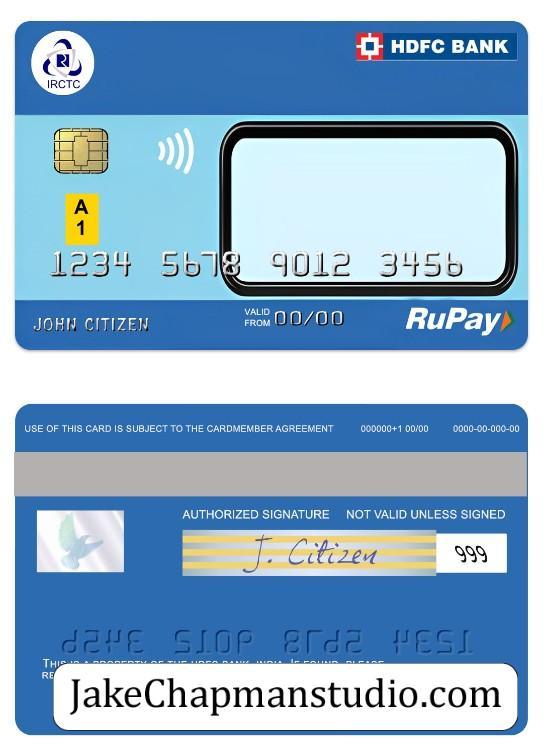 IRCTC
HDFC BANK
A
1
1234 5678 9012 3456
JOHN CITIZEN
VALID
FROM 00/00
RuPay
USE OF THIS CARD IS SUBJECT TO THE CARDMEMBER AGREEMENT 000000+1 00/00 0000-00-000-00
AUTHORIZED SIGNATURE NOT VALID UNLESS SIGNED
J. Citizen 999
THIS IS A PROPERTY OF THE HDFC BANK, INDIA. IF FOUND, PLEASE
JakeChapmanstudio.com